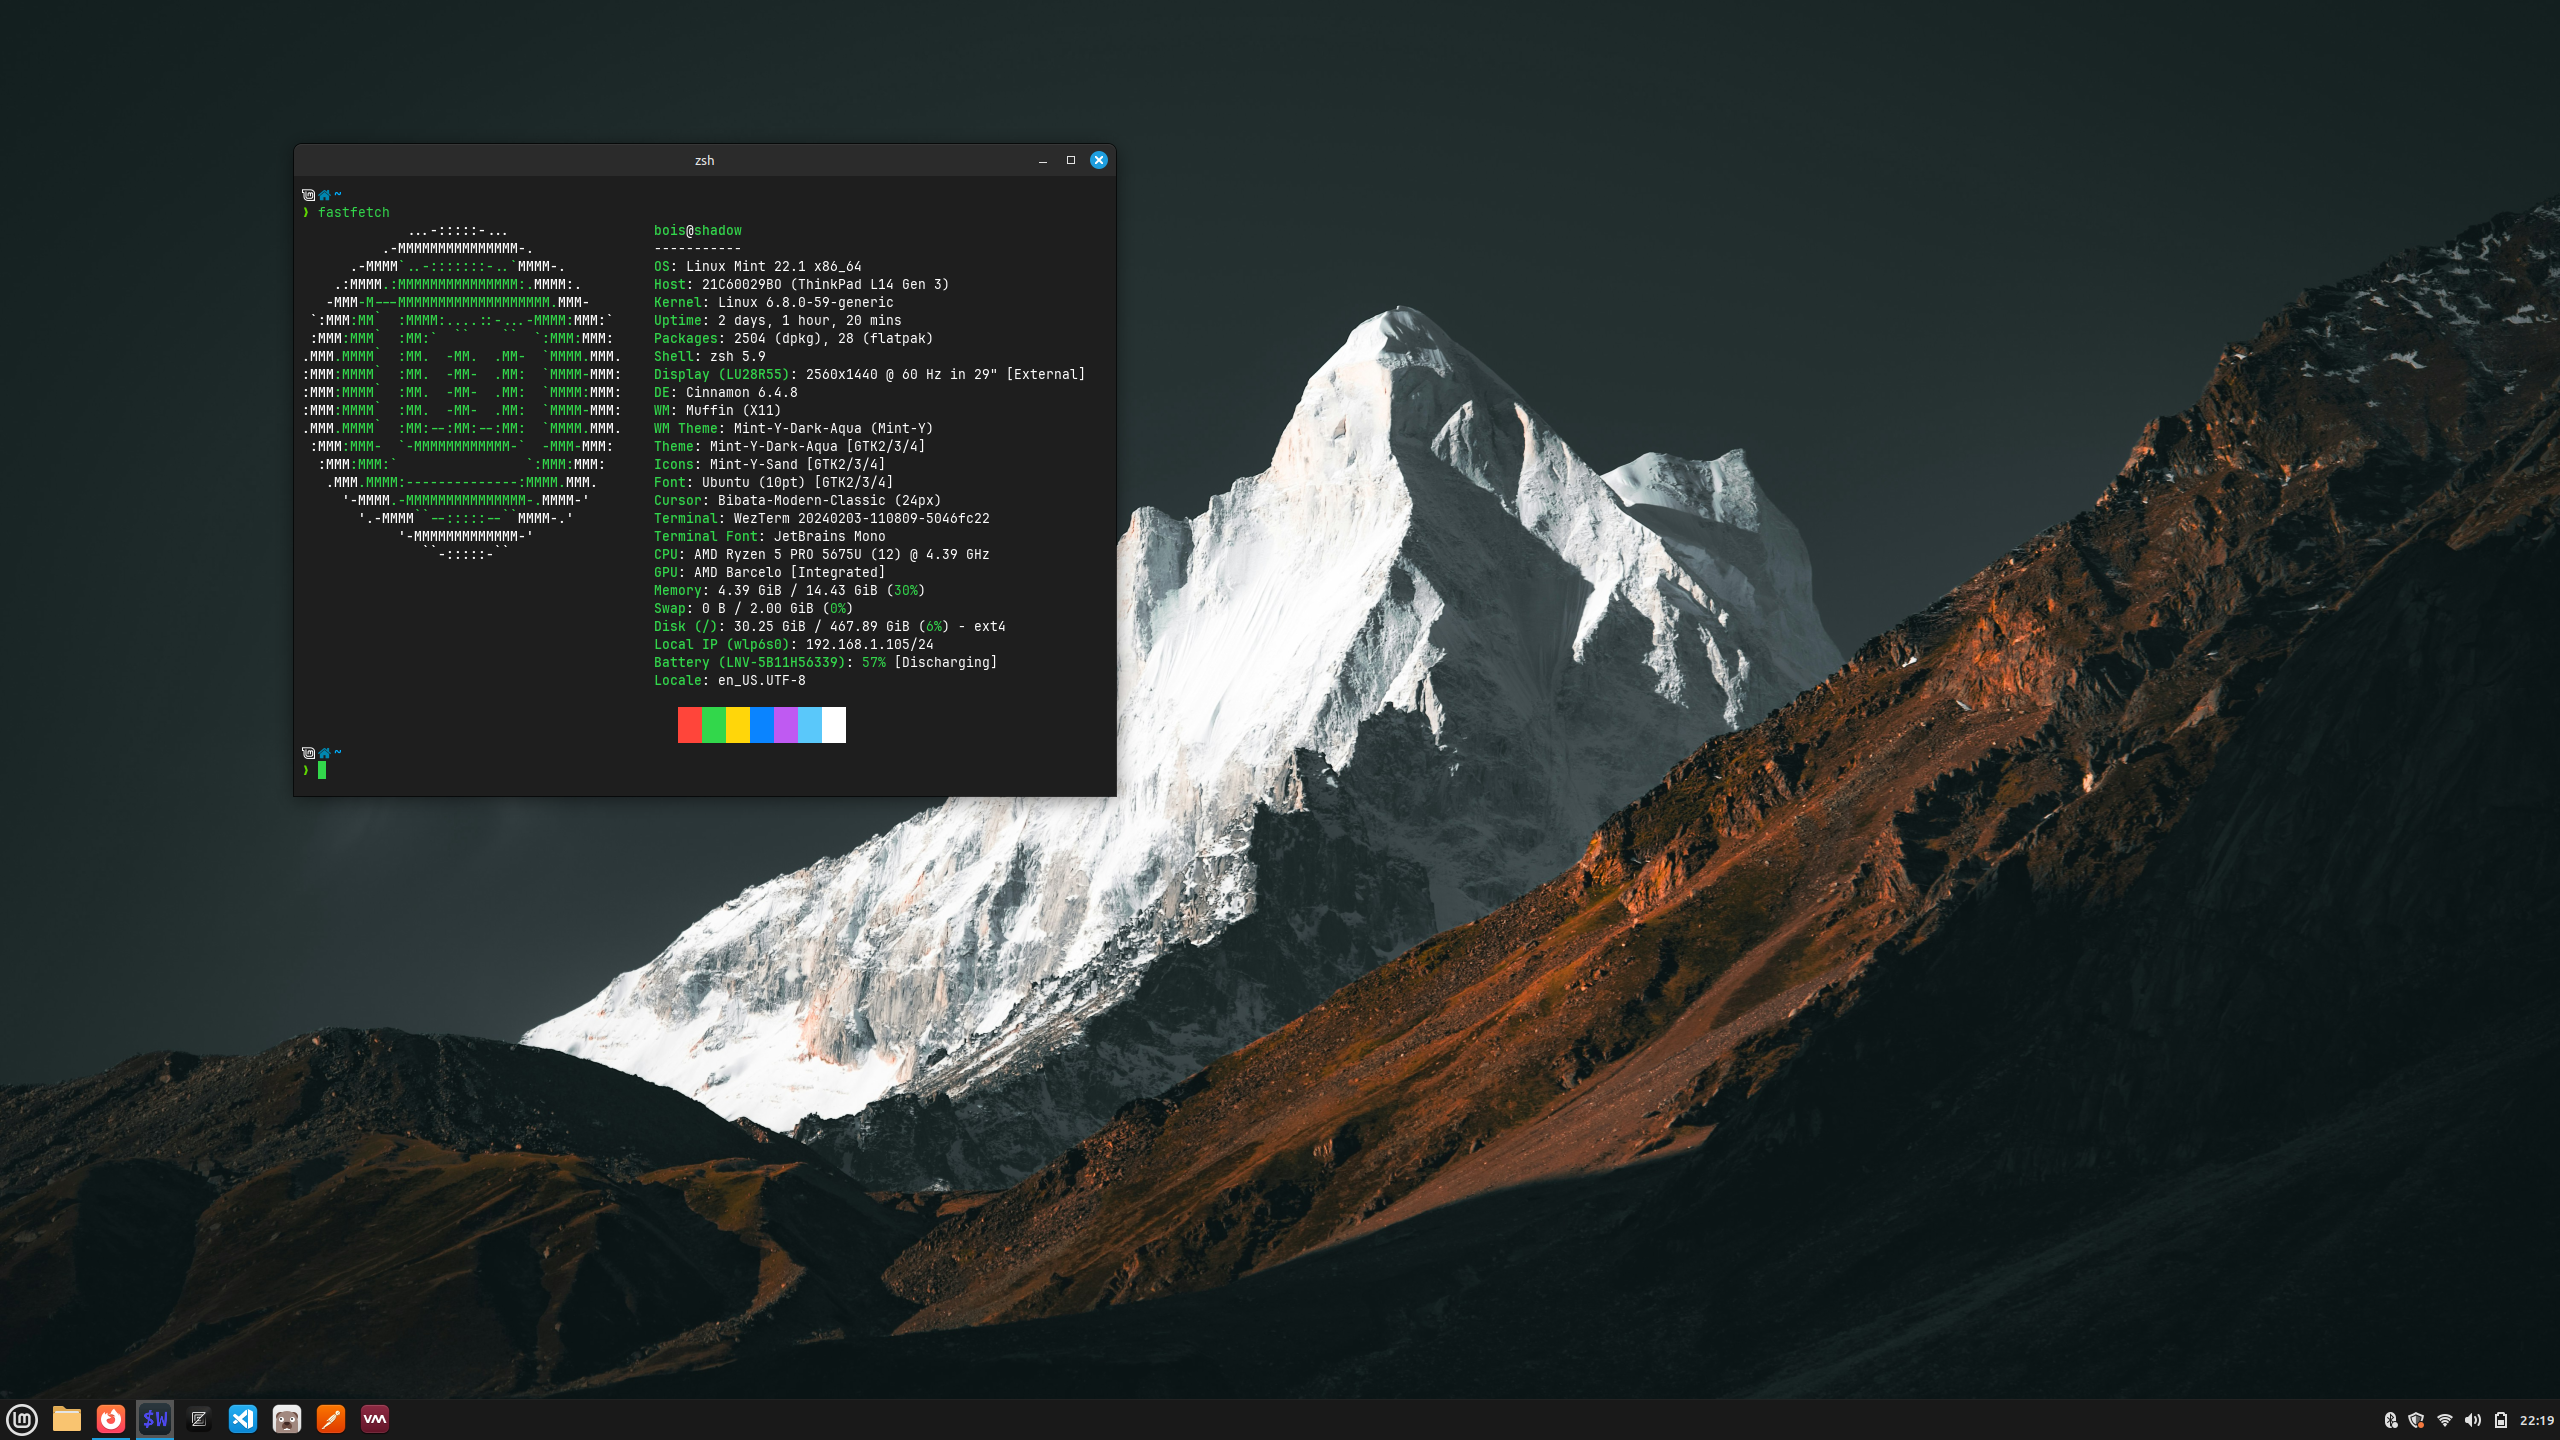 zsh
~
❯ fastfetch
...-:::::-...
.-MMMMMMMMMMMMMMM-.
.-MMMM`..-:::::::-..`MMMM-.
.:MMMM.:MMMMMMMMMMMMMMM:.MMMM:.
-MMM-M---MMMMMMMMMMMMMMMMMMM.MMM-
`:MMM:MM`  :MMMM:....::-...-MMMM:MMM:`
:MMM:MMM`  :MM:`  ``    ``  `:MMM:MMM:
.MMM.MMMM`  :MM.  -MM.  .MM-  `MMMM.MMM.
:MMM:MMMM`  :MM.  -MM-  .MM:  `MMMM-MMM:
:MMM:MMMM`  :MM.  -MM-  .MM:  `MMMM:MMM:
:MMM:MMMM`  :MM.  -MM-  .MM:  `MMMM-MMM:
.MMM.MMMM`  :MM:--:MM:--:MM:  `MMMM.MMM.
:MMM:MMM-  `-MMMMMMMMMMMM-`  -MMM-MMM:
:MMM:MMM:`                `:MMM:MMM:
.MMM.MMMM:--------------:MMMM.MMM.
'-MMMM.-MMMMMMMMMMMMMMM-.MMMM-'
'.-MMMM``--:::::--``MMMM-.'
'-MMMMMMMMMMMMM-'
``-:::::-``
bois@shadow
-----------
OS: Linux Mint 22.1 x86_64
Host: 21C60029BO (ThinkPad L14 Gen 3)
Kernel: Linux 6.8.0-59-generic
Uptime: 2 days, 1 hour, 20 mins
Packages: 2504 (dpkg), 28 (flatpak)
Shell: zsh 5.9
Display (LU28R55): 2560x1440 @ 60 Hz in 29" [External]
DE: Cinnamon 6.4.8
WM: Muffin (X11)
WM Theme: Mint-Y-Dark-Aqua (Mint-Y)
Theme: Mint-Y-Dark-Aqua [GTK2/3/4]
Icons: Mint-Y-Sand [GTK2/3/4]
Font: Ubuntu (10pt) [GTK2/3/4]
Cursor: Bibata-Modern-Classic (24px)
Terminal: WezTerm 20240203-110809-5046fc22
Terminal Font: JetBrains Mono
CPU: AMD Ryzen 5 PRO 5675U (12) @ 4.39 GHz
GPU: AMD Barcelo [Integrated]
Memory: 4.39 GiB / 14.43 GiB (30%)
Swap: 0 B / 2.00 GiB (0%)
Disk (/): 30.25 GiB / 467.89 GiB (6%) - ext4
Local IP (wlp6s0): 192.168.1.105/24
Battery (LNV-5B11H56339): 57% [Discharging]
Locale: en_US.UTF-8
~
❯
$W
VM
22:19